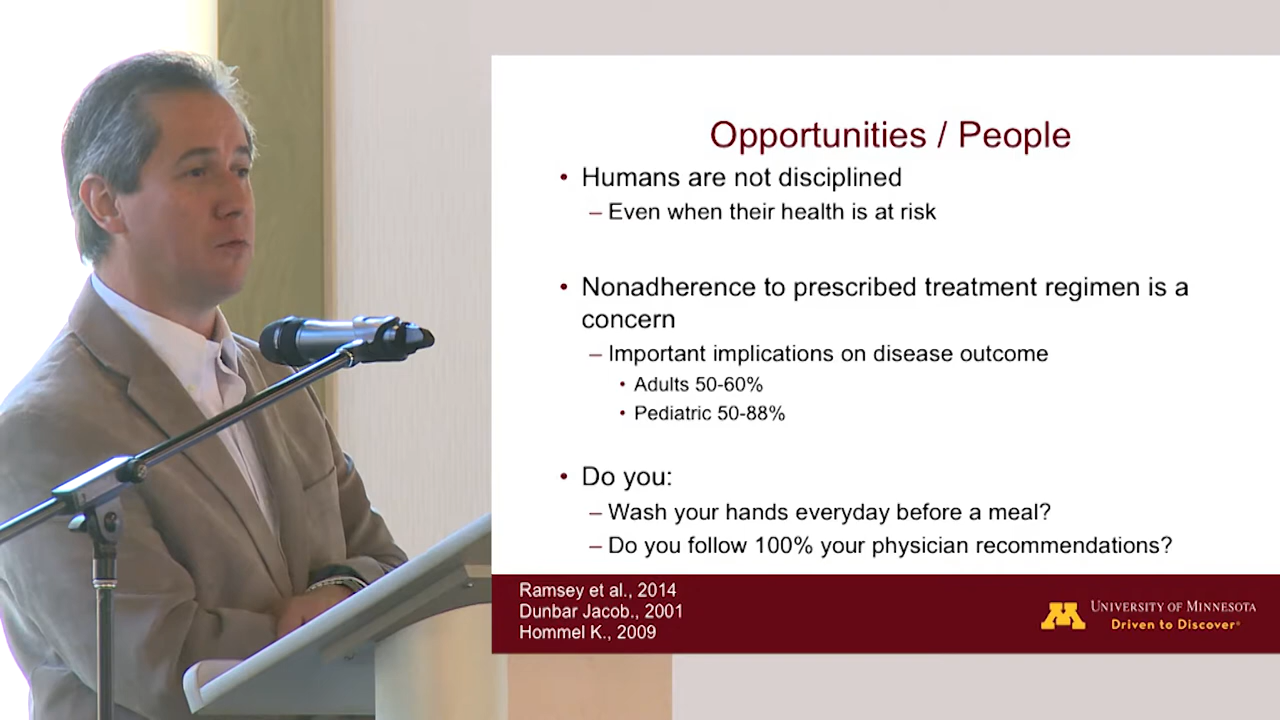 Opportunities / People
• Humans are not disciplined
– Even when their health is at risk
• Nonadherence to prescribed treatment regimen is a
concern
– Important implications on disease outcome
• Adults 50-60%
• Pediatric 50-88%
• Do you:
– Wash your hands everyday before a meal?
– Do you follow 100% your physician recommendations?
Ramsey et al., 2014
Dunbar Jacob., 2001
Hommel K., 2009
UNIVERSITY OF MINNESOTA
Driven to Discover®